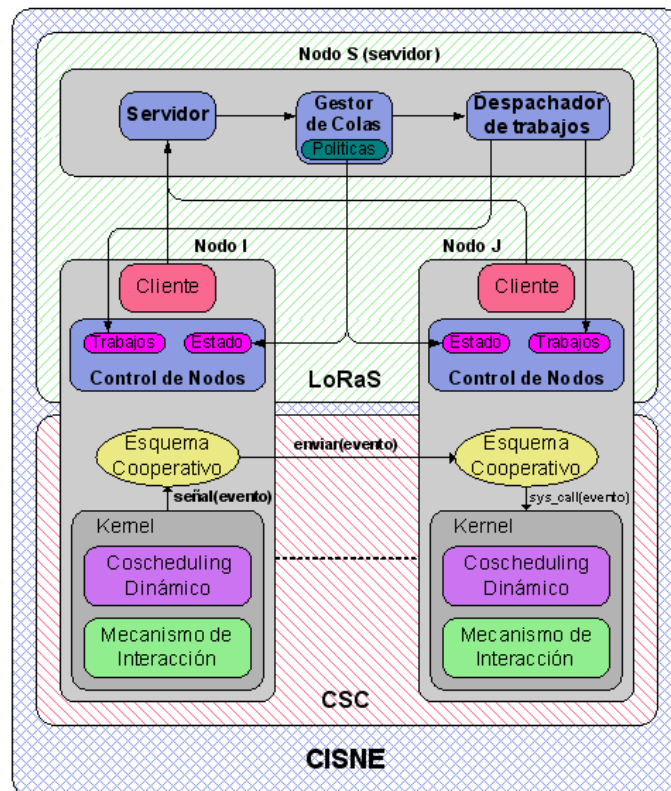 Nodo S (servidor)
Servidor
Gestor
de Colas
Políticas
Despachador
de trabajos
Nodo I
Nodo J
Cliente
Cliente
Trabajos
Estado
Control de Nodos
Estado
Trabajos
Control de Nodos
LoRaS
Esquema
Cooperativo
enviar(evento)
Esquema
Cooperativo
señal(evento)
sys_call(evento)
Kernel
Coscheduling
Dinámico
Mecanismo de
Interacción
Kernel
Coscheduling
Dinámico
Mecanismo de
Interacción
CSC
CISNE